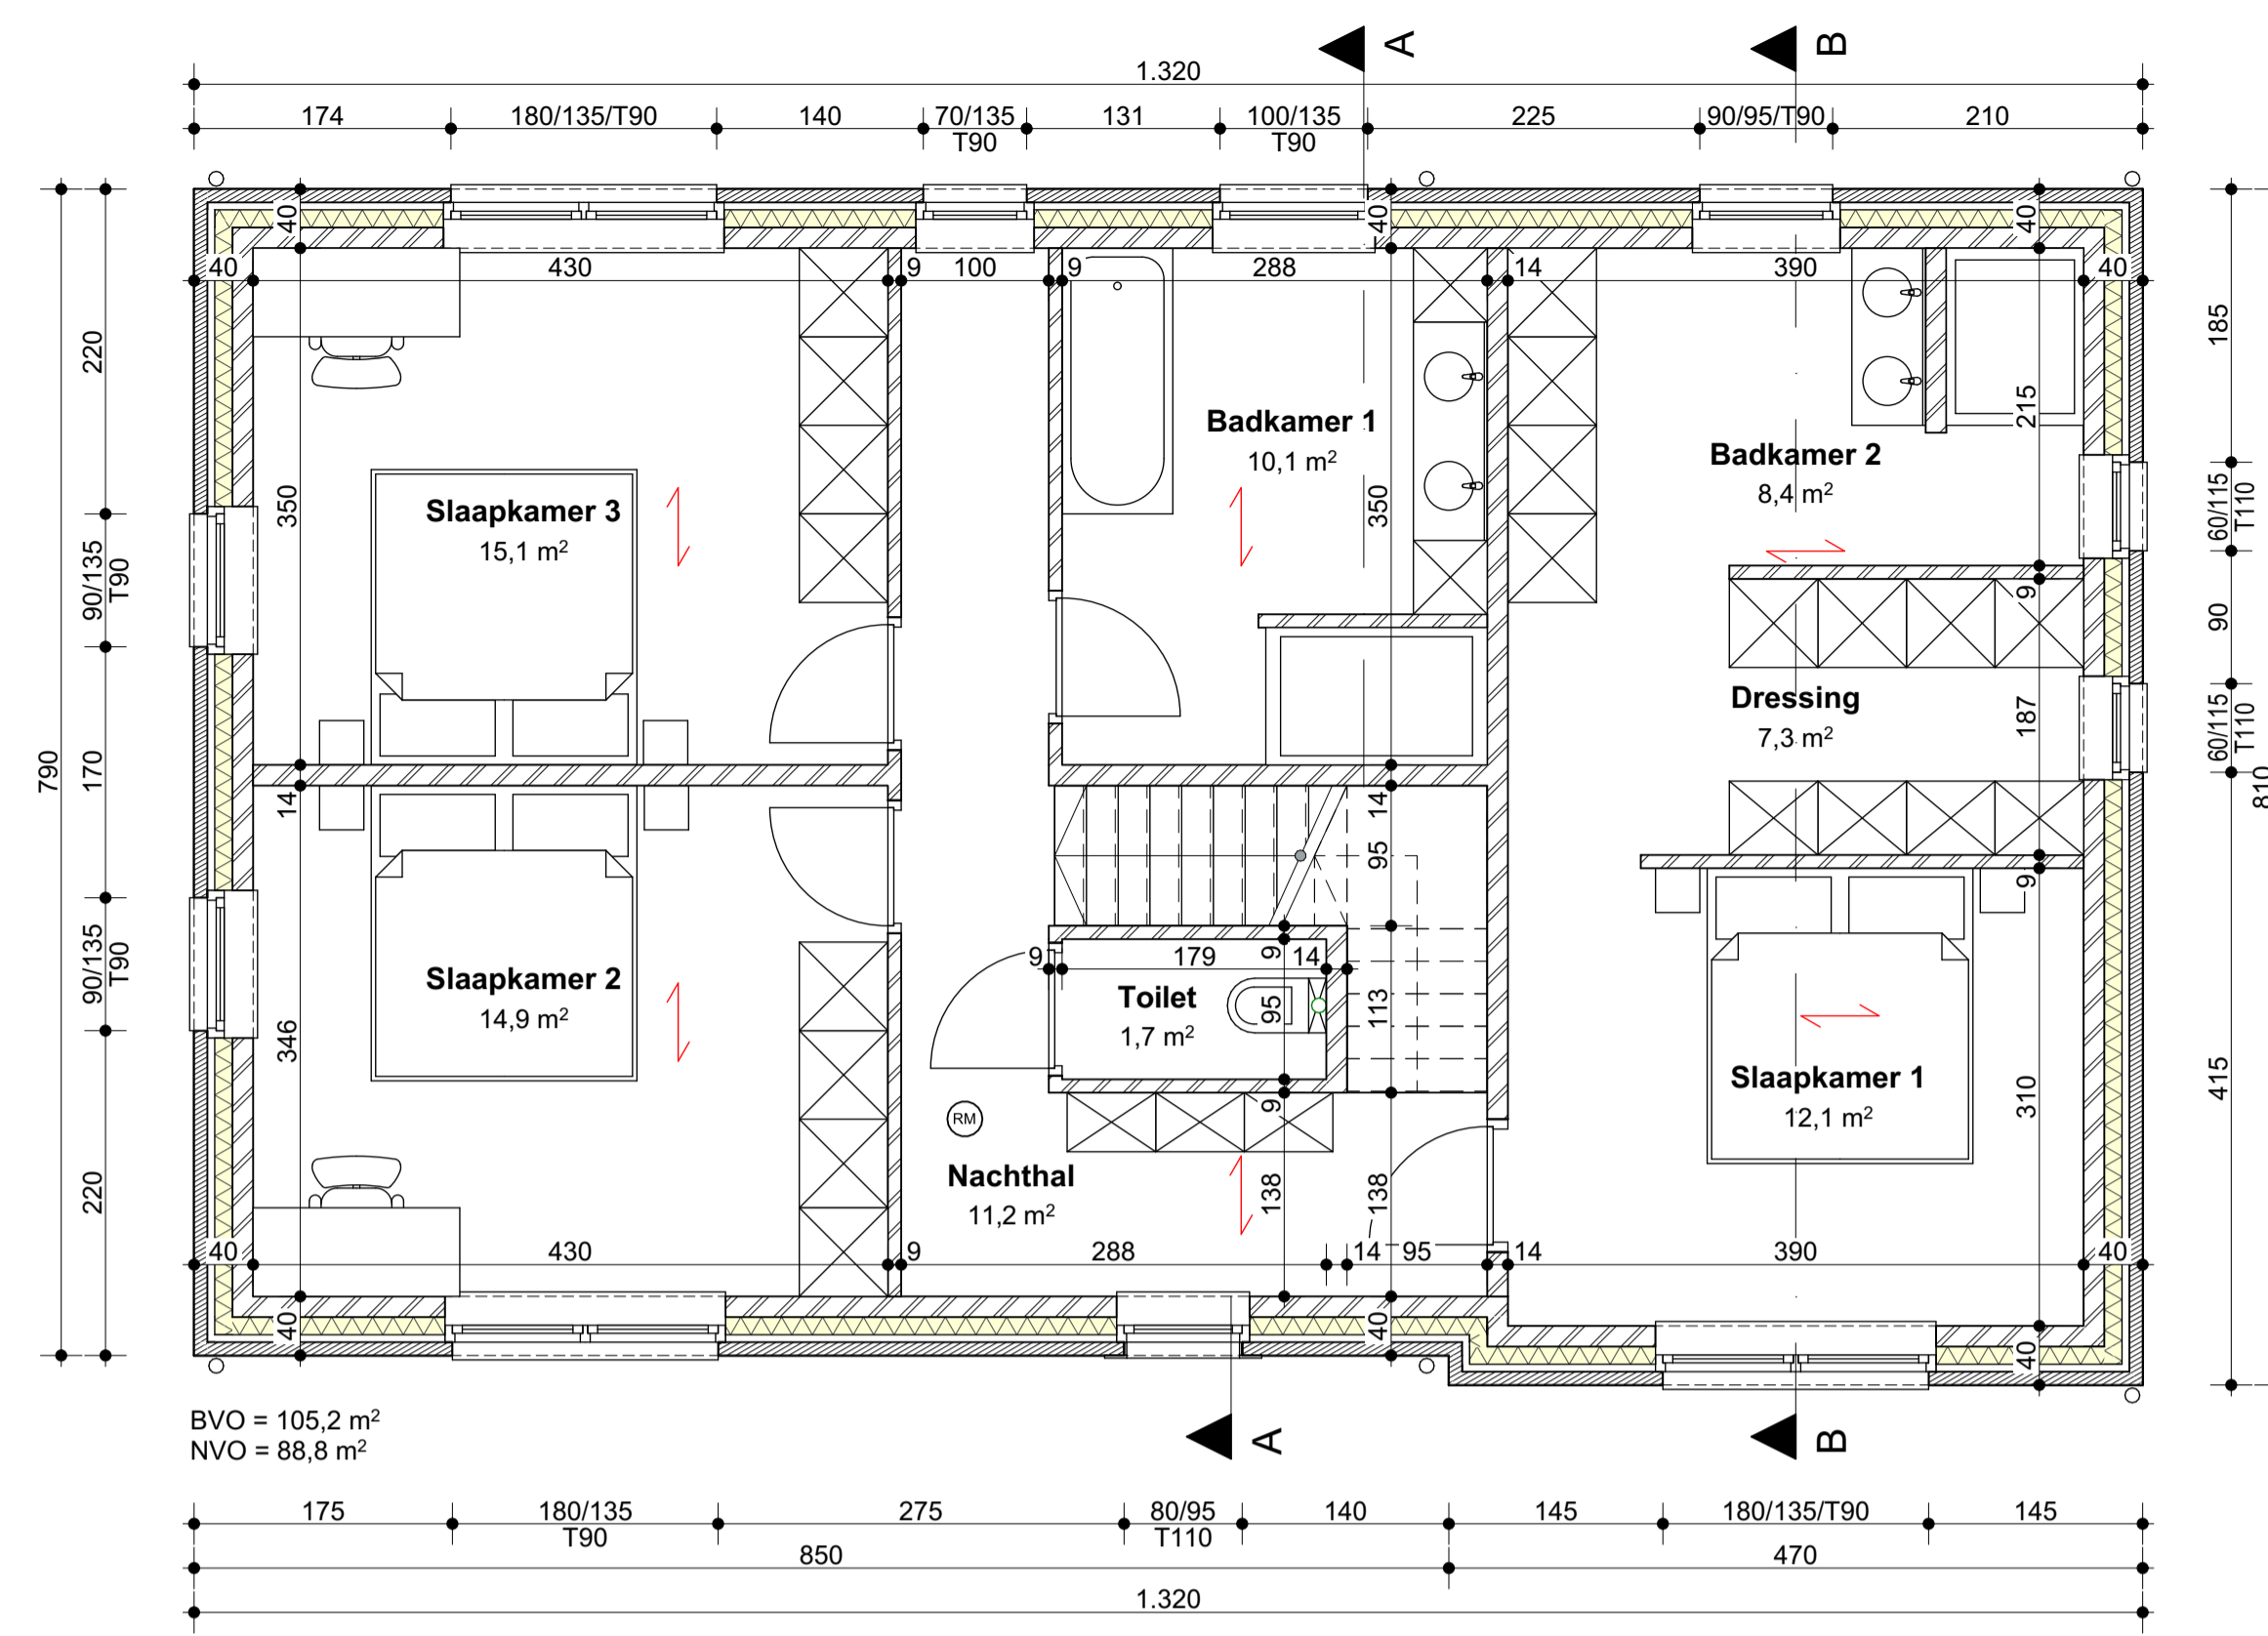 A
B
1.320
174
180/135/T90
140
70/135
T90
131
100/135
T90
225
90/95/T90
210
40
40
40
40
430
9
100
9
288
14
390
40
220
90/135
T90
170
90/135
T90
220
790
185
60/115
T110
90
60/115
T110
415
810
350
350
215
Slaapkamer 3
15,1 m²
Badkamer 1
10,1 m²
Badkamer 2
8,4 m²
9
Dressing
7,3 m²
187
14
14
95
9
9
179
14
9
Slaapkamer 2
14,9 m²
Toilet
1,7 m²
95
113
346
Slaapkamer 1
12,1 m²
310
RM
9
Nachthal
11,2 m²
138
138
40
430
9
288
14
95
14
390
40
40
40
40
BVO = 105,2 m²
NVO = 88,8 m²
A
B
175
180/135
T90
275
80/95
T110
140
145
180/135/T90
145
850
470
1.320